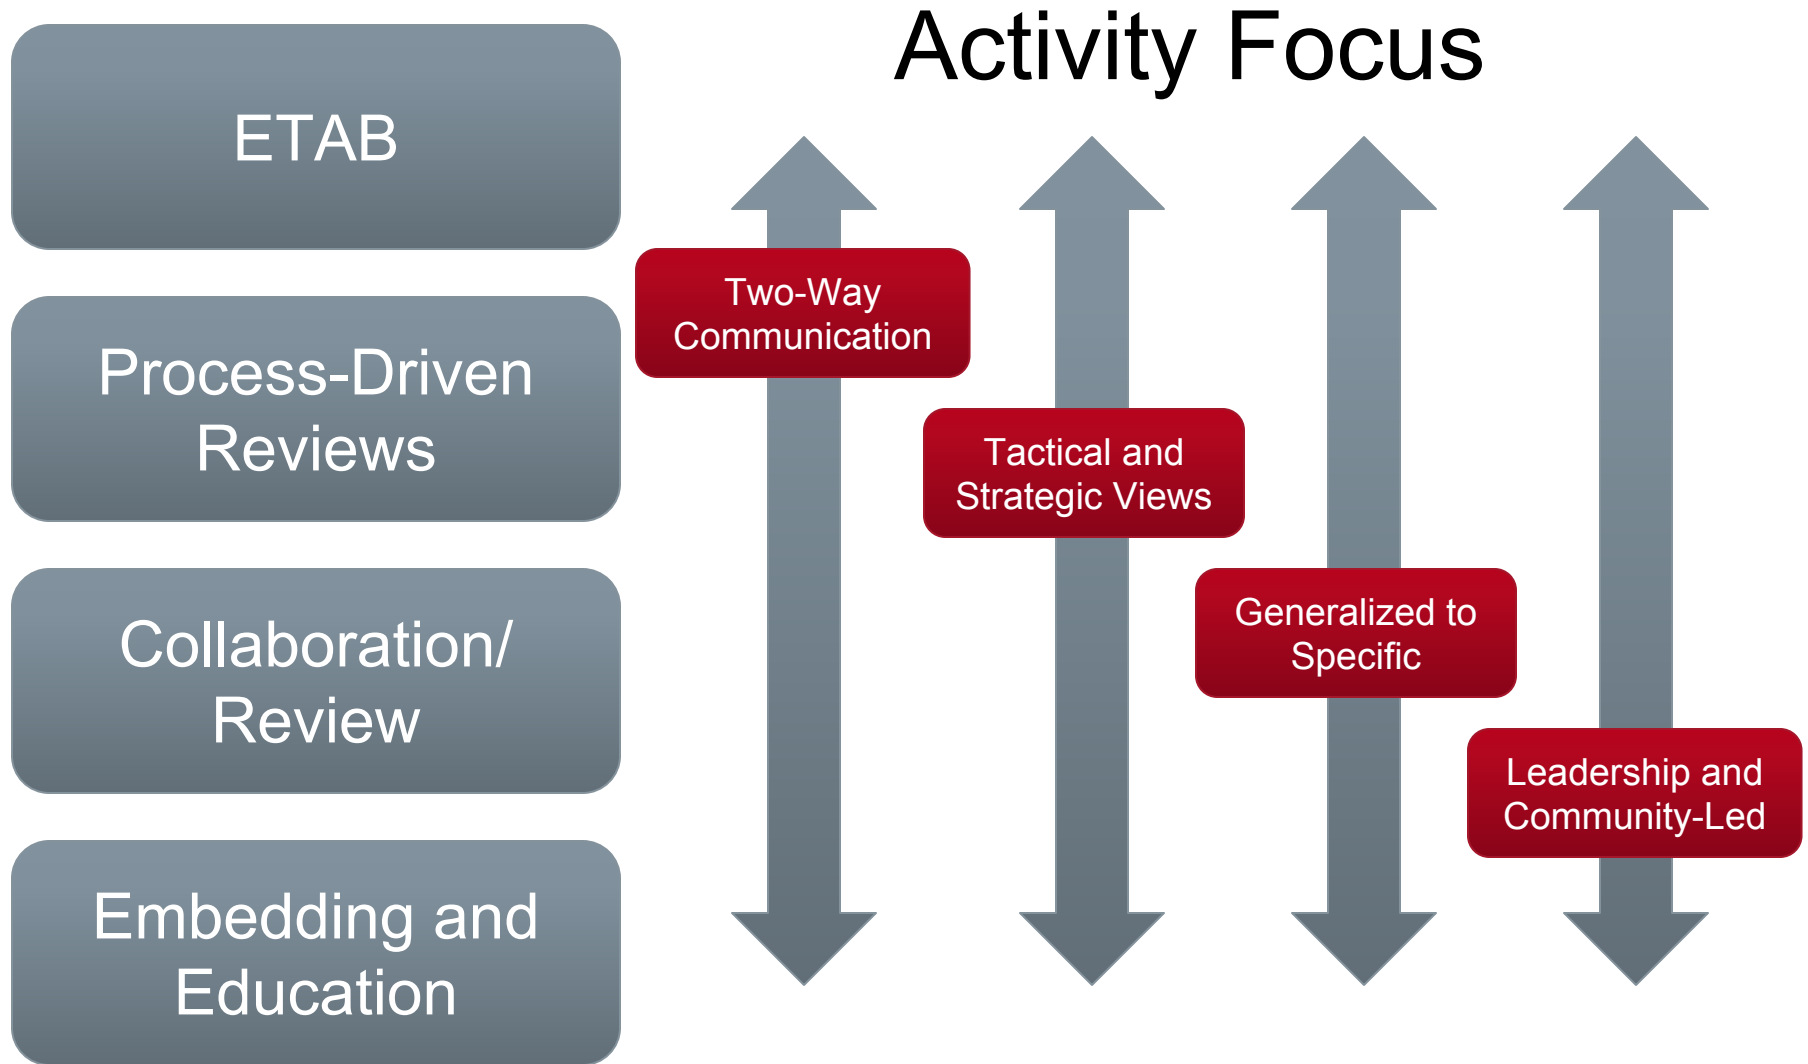 Activity Focus
ETAB
Process-Driven
Reviews
Collaboration/
Review
Embedding and
Education
Two-Way
Communication
Tactical and
Strategic Views
Generalized to
Specific
Leadership and
Community-Led